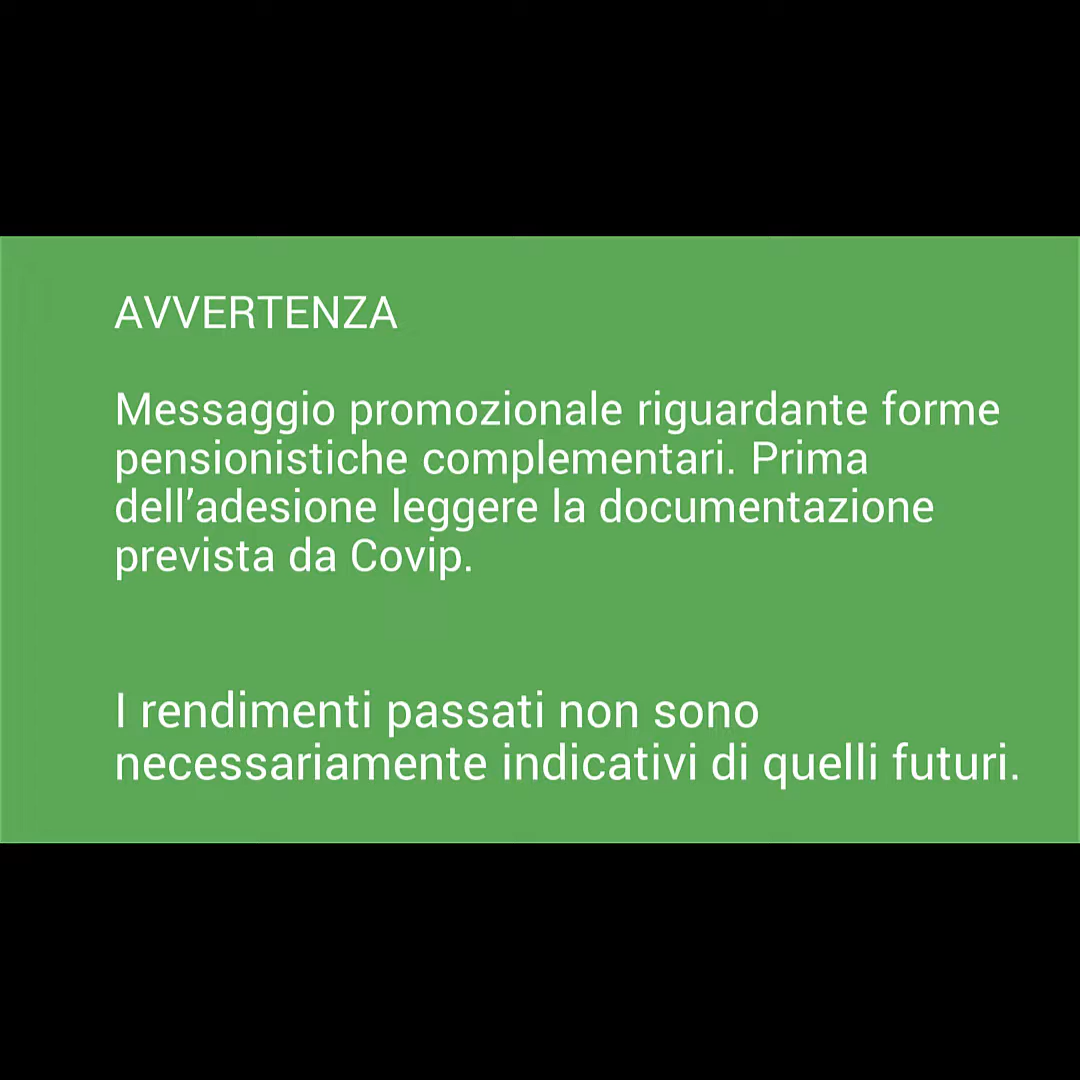 AVVERTENZA
Messaggio promozionale riguardante forme
pensionistiche complementari. Prima
dell’adesione leggere la documentazione
prevista da Covip.
I rendimenti passati non sono
necessariamente indicativi di quelli futuri.